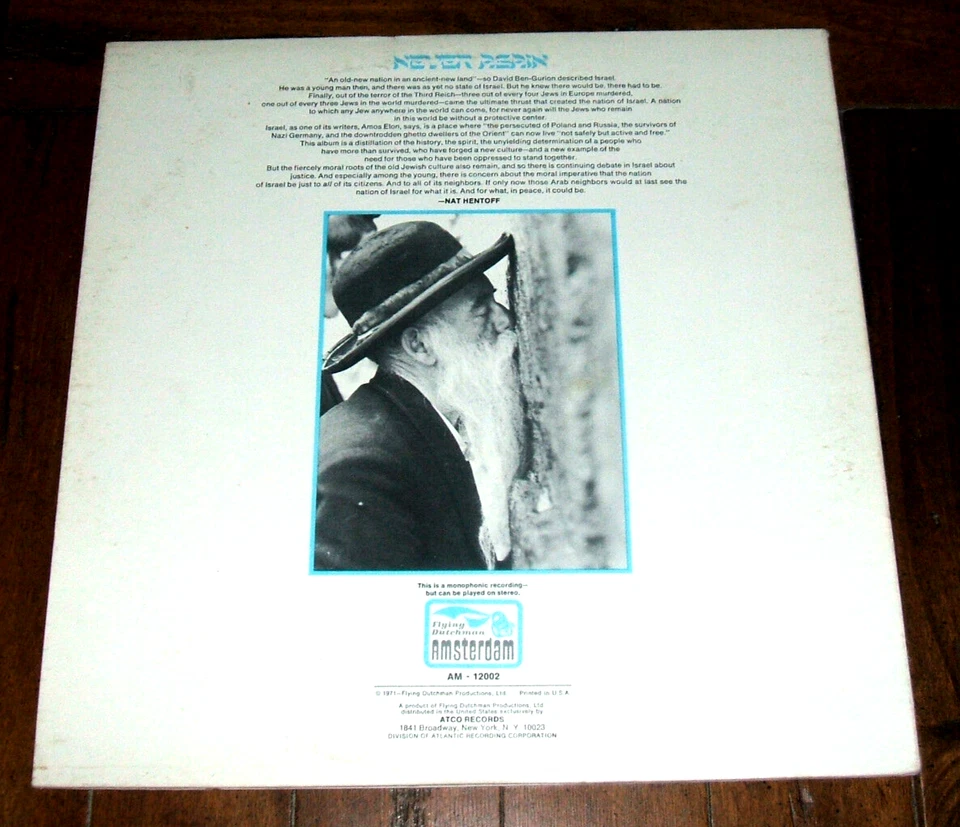 NEVER AGAIN
"An old-new nation in an ancient-new land"—so David Ben-Gurion described Israel.
He was a young man then, and there was as yet no state of Israel. But he knew there would be, there had to be.
Finally, out of the terror of the Third Reich—three out of every four Jews in Europe murdered,
one out of every three Jews in the world murdered—came the ultimate thrust that created the nation of Israel. A nation
to which any Jew anywhere in the world can come, for never again will the Jews who remain
in this world be without a protective center.
Israel, as one of its writers, Amos Elon, says, is a place where "the persecuted of Poland and Russia, the survivors of
Nazi Germany, and the downtrodden ghetto dwellers of the Orient" can now live "not safely but active and free."
This album is a distillation of the history, the spirit, the unyielding determination of a people who
have more than survived, who have forged a new culture—and a new example of the
need for those who have been oppressed to stand together.
But the fiercely moral roots of the old Jewish culture also remain, and so there is continuing debate in Israel about
justice. And especially among the young, there is concern about the moral imperative that the nation
of Israel be just to all of its citizens. And to all of its neighbors. If only now those Arab neighbors would at last see the
nation of Israel for what it is. And for what, in peace, it could be.
—NAT HENTOFF
This is a monophonic recording—
but can be played on stereo.
Flying
Dutchman
Amsterdam
AM - 12002
© 1971—Flying Dutchman Productions, Ltd. Printed in U.S.A.
A product of Flying Dutchman Productions, Ltd.
distributed in the United States exclusively by
ATCO RECORDS
1841 Broadway, New York, N. Y. 10023
DIVISION OF ATLANTIC RECORDING CORPORATION